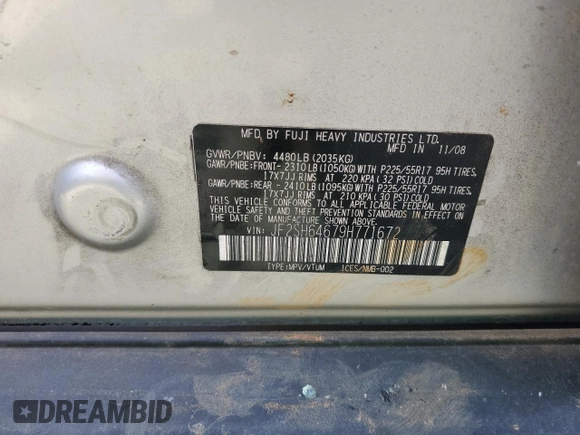 MFD. BY FUJI HEAVY INDUSTRIES LTD.
11/08
GVWR/PNBV: 4480LB(2035KG)
GAWR/PNBE:FRONT- 2310LB(1050KG)WITH P225/55R17 95H TIRES,
17X7JJ RIMS AT 220 KPA(32 PSI)COLD
GAWR/PNBE:REAR - 2410LB(1095KG)WITH P225/55R17 95H TIRES,
17X7JJ RIMS AT 210 KPA(30 PSI)COLD
THIS VEHICLE CONFORMS TO ALL APPLICABLE FEDERAL MOTOR
VEHICLE SAFETY AND THEFT PREVENTION STANDARDS IN EFFECT
ON THE DATE OF MANUFACTURE SHOWN ABOVE.
VIN: JF2SH64679H771672
TYPE:MPV/VTUM ICES/NMB-002
DREAMBID